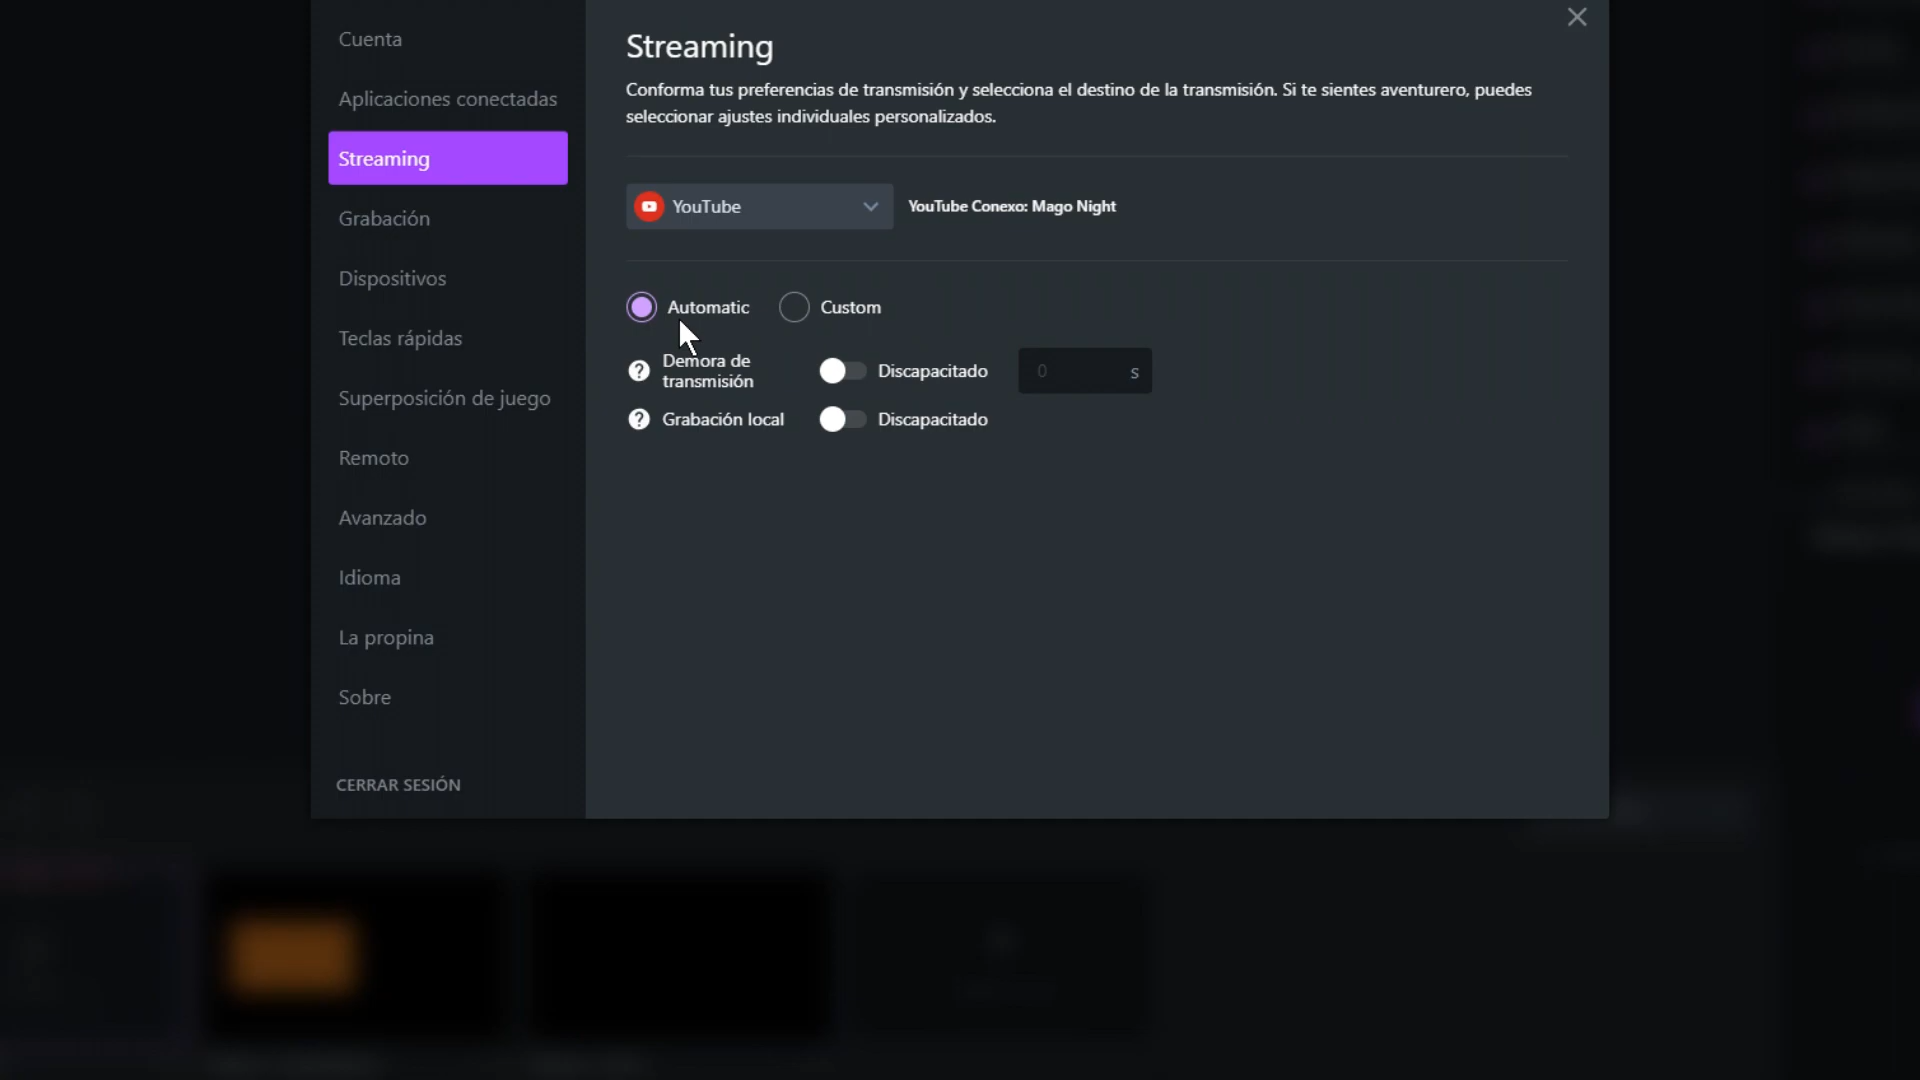 Cuenta
Aplicaciones conectadas
Streaming
Grabación
Dispositivos
Teclas rápidas
Superposición de juego
Remoto
Avanzado
Idioma
La propina
Sobre
CERRAR SESIÓN
Streaming
Conforma tus preferencias de transmisión y selecciona el destino de la transmisión. Si te sientes aventurero, puedes
seleccionar ajustes individuales personalizados.
YouTube
YouTube Conexo: Mago Night
Automatic
Custom
Demora de
transmisión
Discapacitado
0
s
Grabación local
Discapacitado